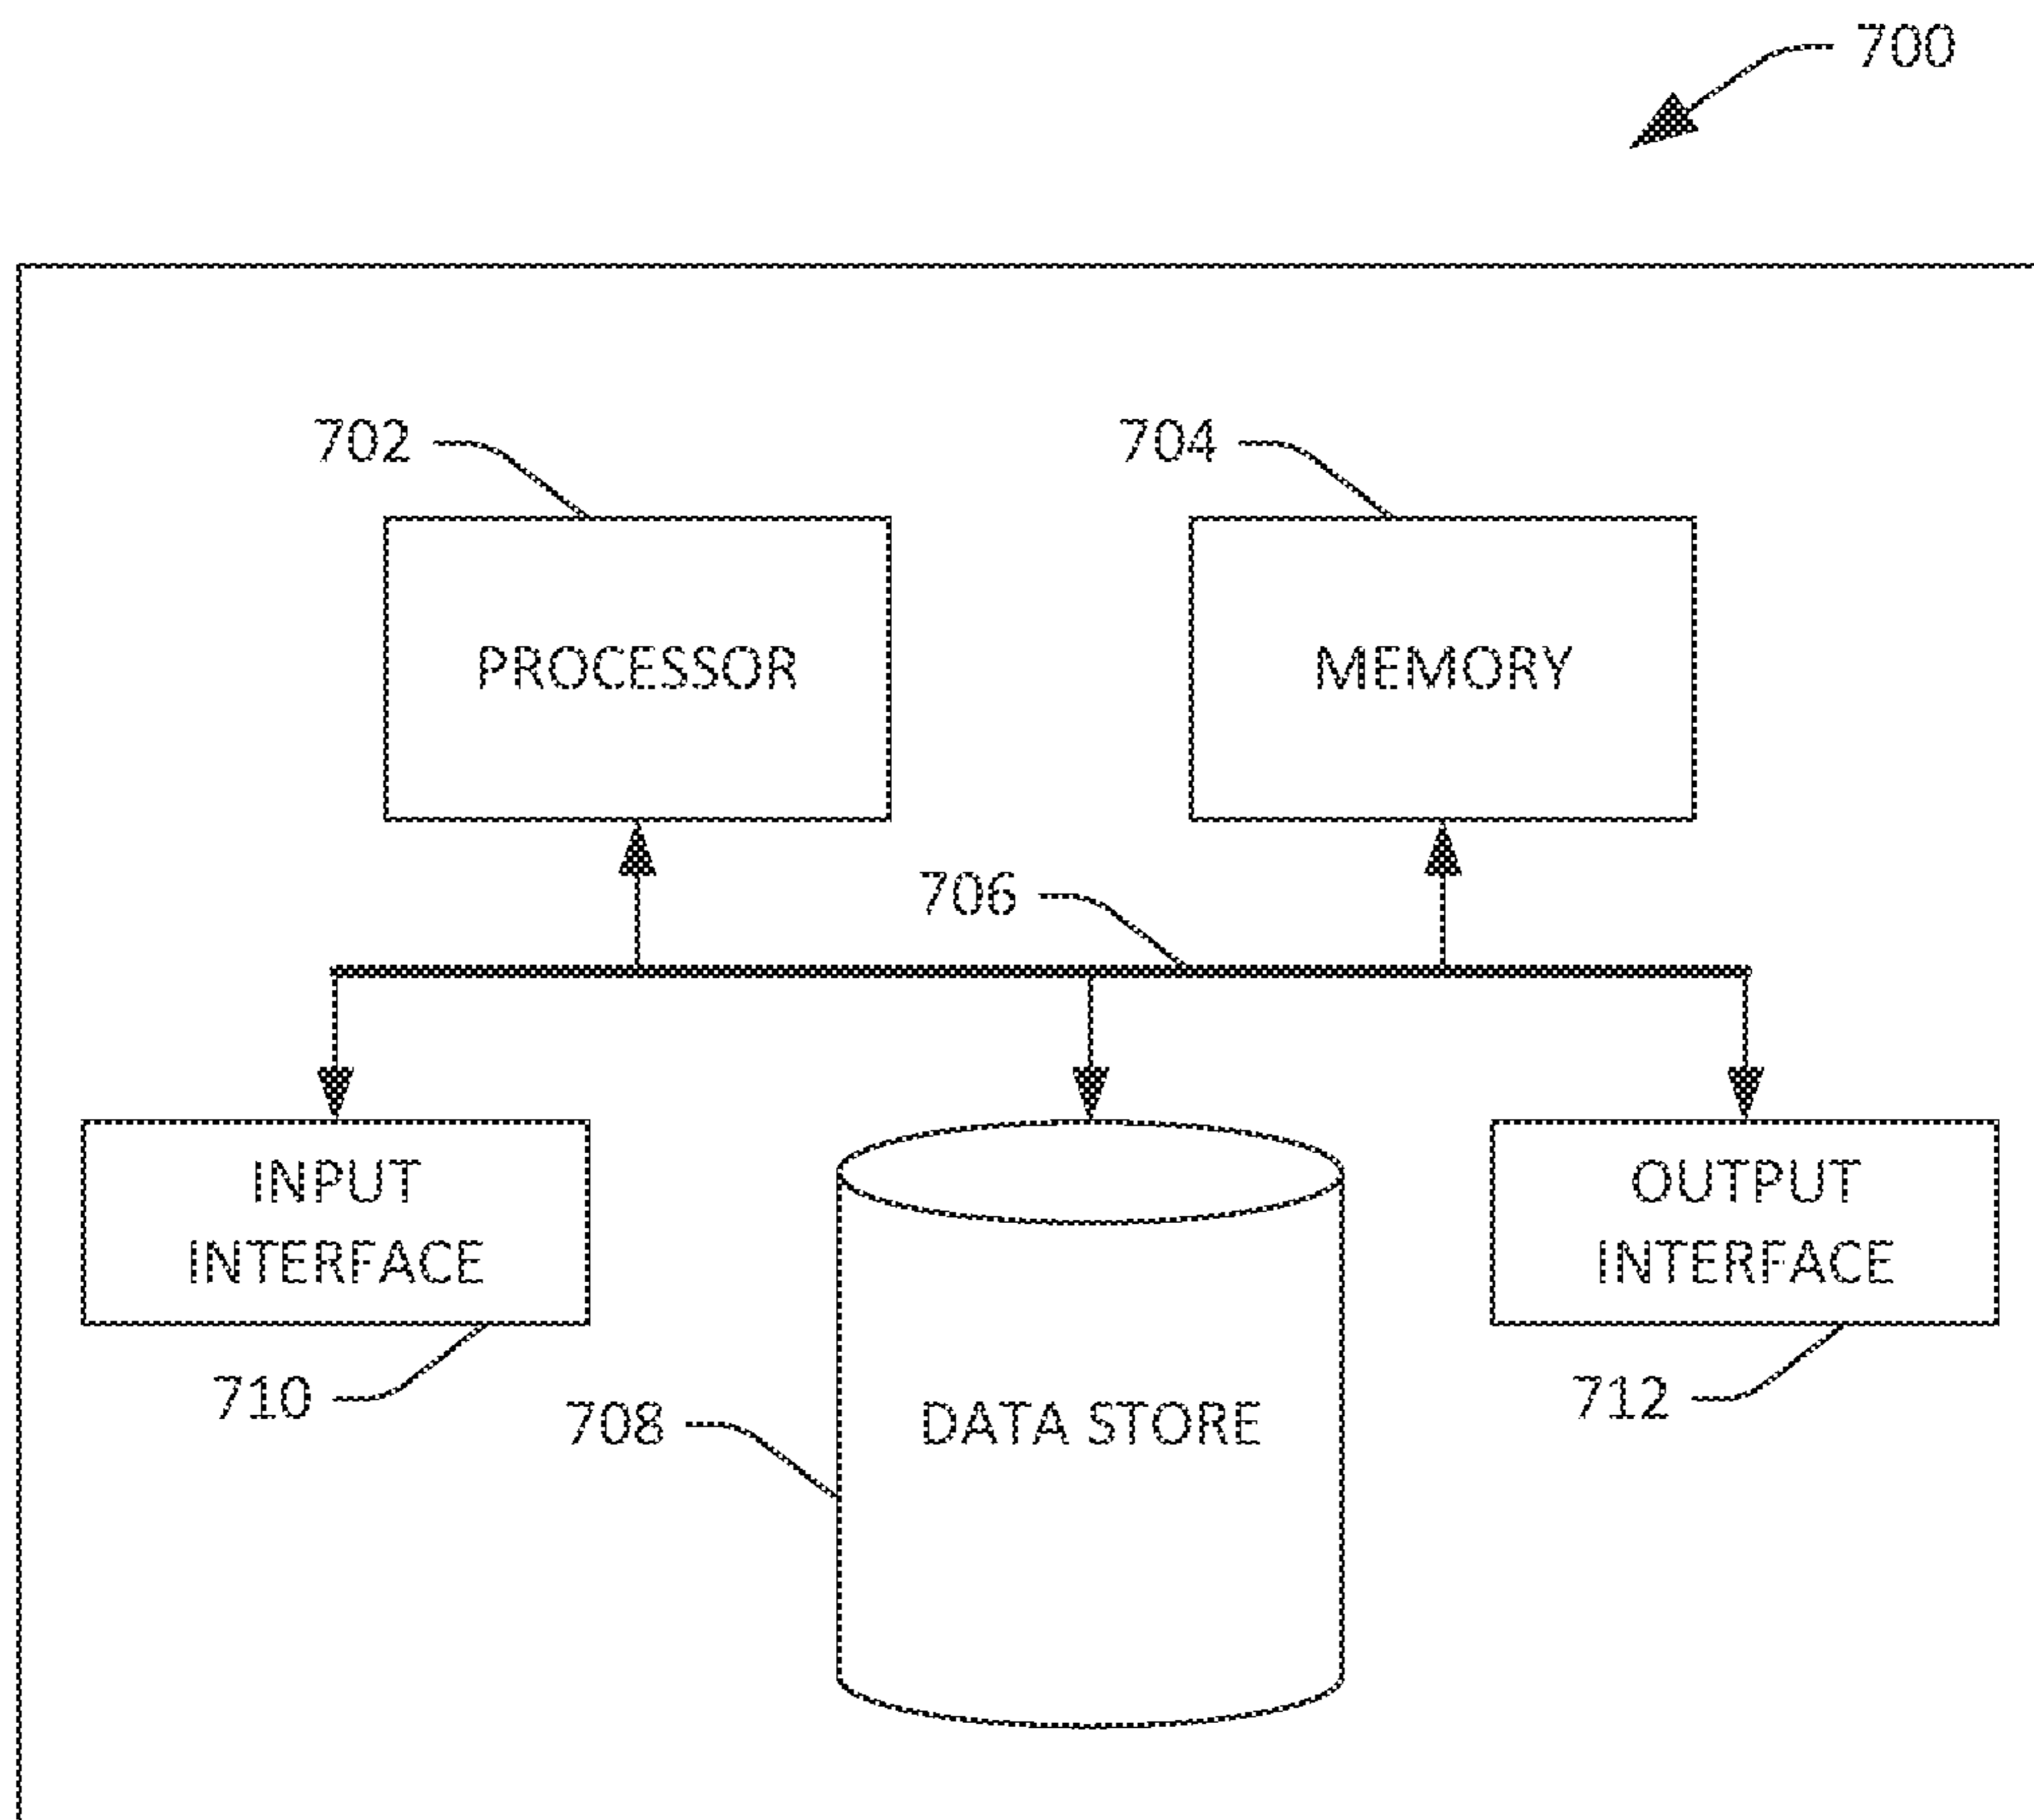 700
702
704
PROCESSOR
MEMORY
706
INPUT
INTERFACE
OUTPUT
INTERFACE
710
708
DATA STORE
712